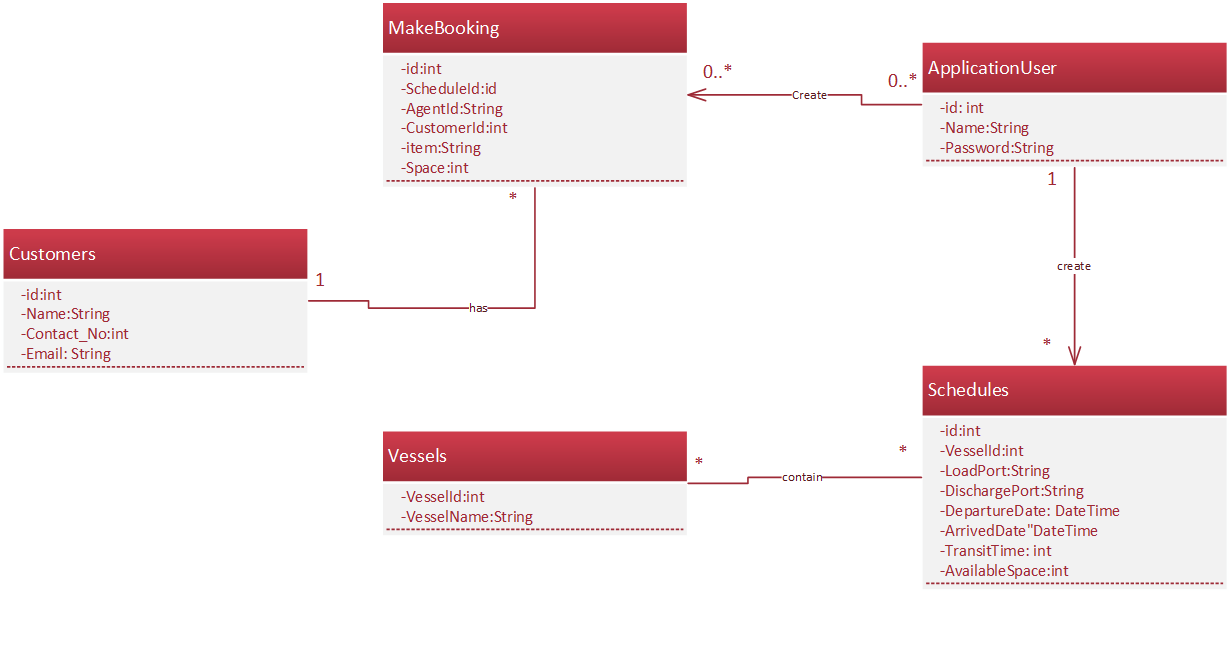 MakeBooking
-id:int
-ScheduleId:id
-AgentId:String
-CustomerId:int
-item:String
-Space:int
0..*
Create
0..*
ApplicationUser
-id: int
-Name:String
-Password:String
*
1
Customers
-id:int
-Name:String
-Contact_No:int
-Email: String
1
has
create
*
Vessels
-VesselId:int
-VesselName:String
*
contain
*
Schedules
-id:int
-VesselId:int
-LoadPort:String
-DischargePort:String
-DepartureDate: DateTime
-ArrivedDate"DateTime
-TransitTime: int
-AvailableSpace:int